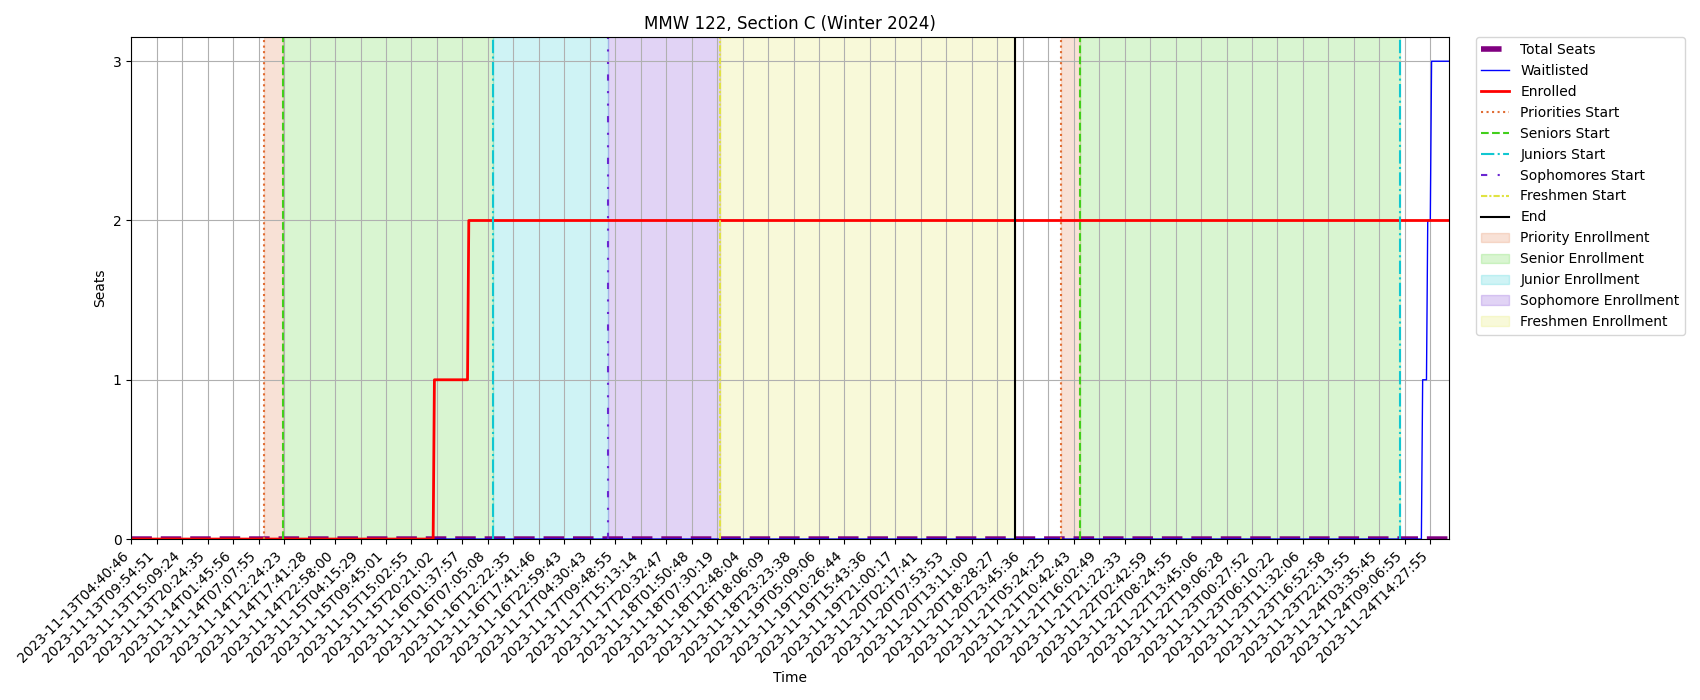 MMW 122, Section C (Winter 2024)
Seats
3
2
1
0
2023-11-13T04:40:46
2023-11-13T09:54:51
2023-11-13T15:09:24
2023-11-13T20:24:35
2023-11-14T01:45:56
2023-11-14T07:07:55
2023-11-14T12:24:23
2023-11-14T17:41:28
2023-11-14T22:58:00
2023-11-15T04:15:29
2023-11-15T09:45:01
2023-11-15T15:02:55
2023-11-15T20:21:02
2023-11-16T01:37:57
2023-11-16T07:05:08
2023-11-16T12:22:35
2023-11-16T17:41:46
2023-11-16T22:59:43
2023-11-17T04:30:43
2023-11-17T09:48:55
2023-11-17T15:13:14
2023-11-17T20:32:47
2023-11-18T01:50:48
2023-11-18T07:30:19
2023-11-18T12:48:04
2023-11-18T18:06:09
2023-11-18T23:23:38
2023-11-19T05:09:06
2023-11-19T10:26:44
2023-11-19T15:43:36
2023-11-19T21:00:17
2023-11-20T02:17:41
2023-11-20T07:53:53
2023-11-20T13:11:00
2023-11-20T18:28:27
2023-11-20T23:45:36
2023-11-21T05:24:25
2023-11-21T10:42:43
2023-11-21T16:02:49
2023-11-21T21:22:33
2023-11-22T02:42:59
2023-11-22T08:24:55
2023-11-22T13:45:06
2023-11-22T19:06:28
2023-11-23T00:27:52
2023-11-23T06:10:22
2023-11-23T11:32:06
2023-11-23T16:52:58
2023-11-23T22:13:55
2023-11-24T03:35:45
2023-11-24T09:06:55
2023-11-24T14:27:55
Time
Total Seats
Waitlisted
Enrolled
Priorities Start
Seniors Start
Juniors Start
Sophomores Start
Freshmen Start
End
Priority Enrollment
Senior Enrollment
Junior Enrollment
Sophomore Enrollment
Freshmen Enrollment